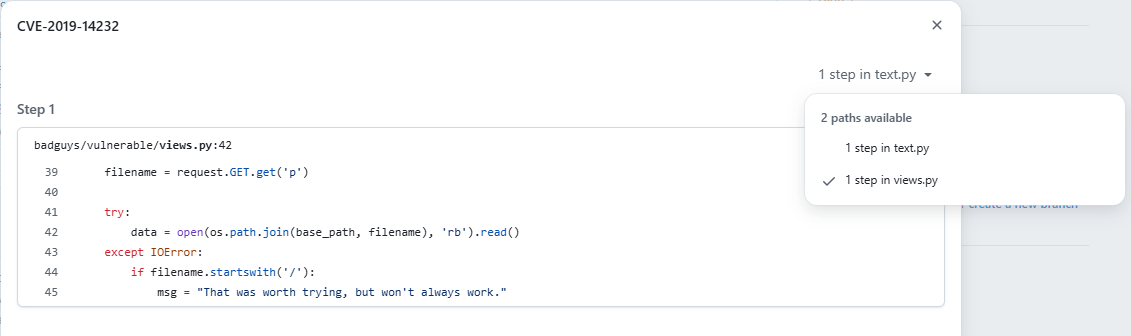 CVE-2019-14232
1 step in text.py
Step 1
2 paths available
1 step in text.py
1 step in views.py
badguys/vulnerable/views.py:42
39 filename = request.GET.get('p')
40
41 try:
42 data = open(os.path.join(base_path, filename), 'rb').read()
43 except IOError:
44 if filename.startswith('/'):
45 msg = "That was worth trying, but won't always work."
create a new branch